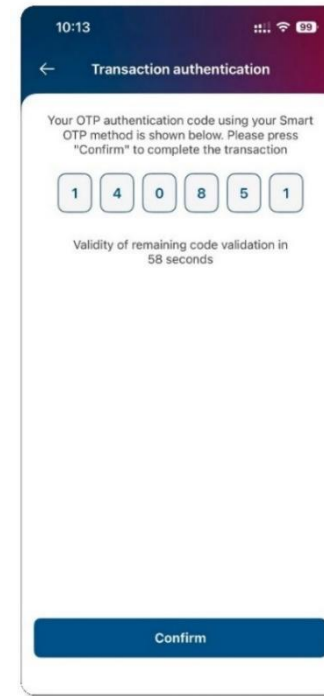 10:13
99
Transaction authentication
Your OTP authentication code using your Smart
OTP method is shown below. Please press
"Confirm" to complete the transaction
1 4 0 8 5 1
Validity of remaining code validation in
58 seconds
Confirm